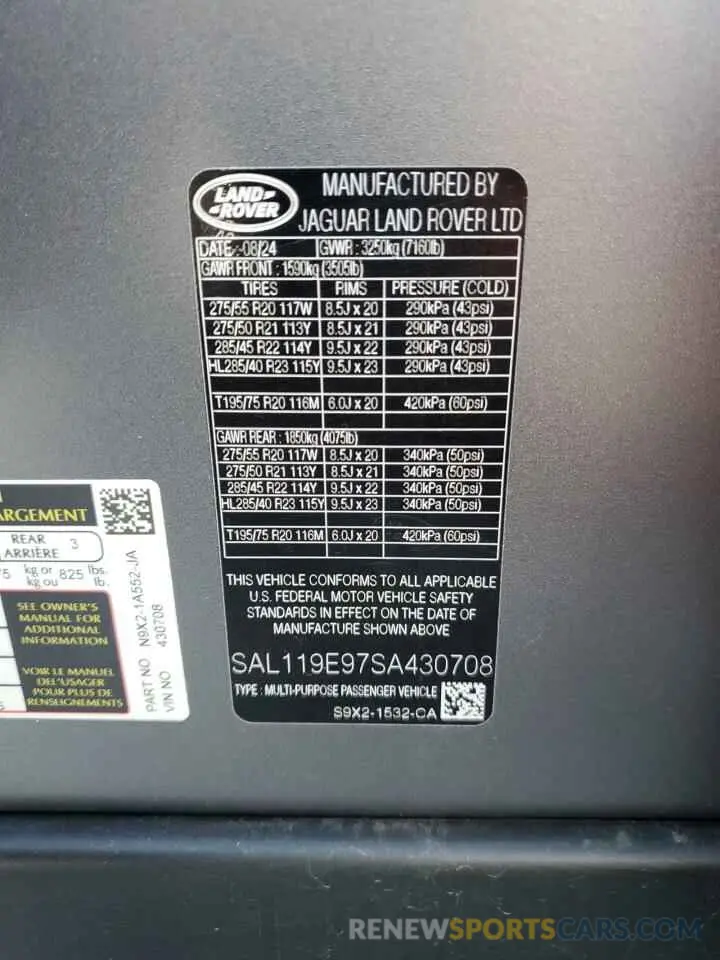 LAND-
-ROVER
MANUFACTURED BY
JAGUAR LAND ROVER LTD
DATE: 08/24 GVWR : 3250kg (7160lb)
GAWR FRONT : 1590kg (3505lb)
TIRES RIMS PRESSURE (COLD)
275/55 R20 117W 8.5J x 20 290kPa (43psi)
275/50 R21 113Y 8.5J x 21 290kPa (43psi)
285/45 R22 114Y 9.5J x 22 290kPa (43psi)
HL285/40 R23 115Y 9.5J x 23 290kPa (43psi)
T195/75 R20 116M 6.0J x 20 420kPa (60psi)
GAWR REAR : 1850kg (4075lb)
275/55 R20 117W 8.5J x 20 340kPa (50psi)
275/50 R21 113Y 8.5J x 21 340kPa (50psi)
285/45 R22 114Y 9.5J x 22 340kPa (50psi)
HL285/40 R23 115Y 9.5J x 23 340kPa (50psi)
T195/75 R20 116M 6.0J x 20 420kPa (60psi)
THIS VEHICLE CONFORMS TO ALL APPLICABLE
U.S. FEDERAL MOTOR VEHICLE SAFETY
STANDARDS IN EFFECT ON THE DATE OF
MANUFACTURE SHOWN ABOVE
SAL119E97SA430708
TYPE : MULTI-PURPOSE PASSENGER VEHICLE
S9X2-1532-CA
ARGEMENT
REAR 3
ARRIÈRE
kg or 825 lbs.
kg ou lb.
SEE OWNER'S
MANUAL FOR
ADDITIONAL
INFORMATION
VOIR LE MANUEL
DEL'USAGER
POUR PLUS DE
RENSEIGNEMENTS
PART NO N9X2-1A552-JA
VIN NO 430708
RENEWSPORTSCARS.COM